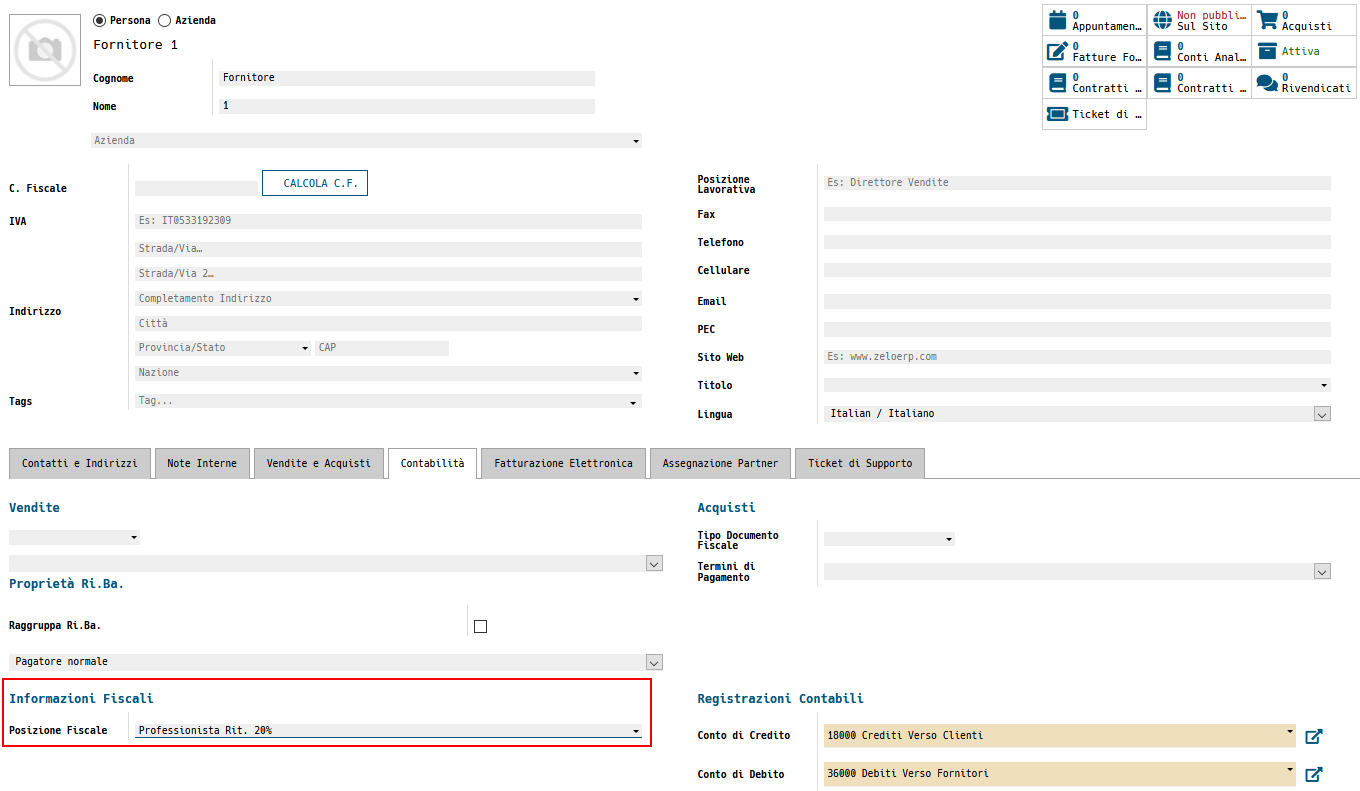 Persona Azienda
Fornitore 1
Cognome Fornitore
Nome 1
Azienda
0 Appuntamen…
Non pubbli… Sul Sito
0 Acquisti
0 Fatture Fo…
0 Conti Anal…
Attiva
0 Contratti …
0 Contratti …
0 Rivendicati
Ticket di …
C. Fiscale CALCOLA C.F.
IVA Es: IT0533192309
Indirizzo
Strada/Via…
Strada/Via 2…
Completamento Indirizzo
Città
Provincia/Stato CAP
Nazione
Tags Tag...
Posizione
Lavorativa Es: Direttore Vendite
Fax
Telefono
Cellulare
Email
PEC
Sito Web Es: www.zeloerp.com
Titolo
Lingua Italian / Italiano
Contatti e Indirizzi Note Interne Vendite e Acquisti Contabilità Fatturazione Elettronica Assegnazione Partner Ticket di Supporto
Vendite
Proprietà Ri.Ba.
Raggruppa Ri.Ba.
Pagatore normale
Informazioni Fiscali
Posizione Fiscale Professionista Rit. 20%
Acquisti
Tipo Documento
Fiscale
Termini di
Pagamento
Registrazioni Contabili
Conto di Credito 18000 Crediti Verso Clienti
Conto di Debito 36000 Debiti Verso Fornitori